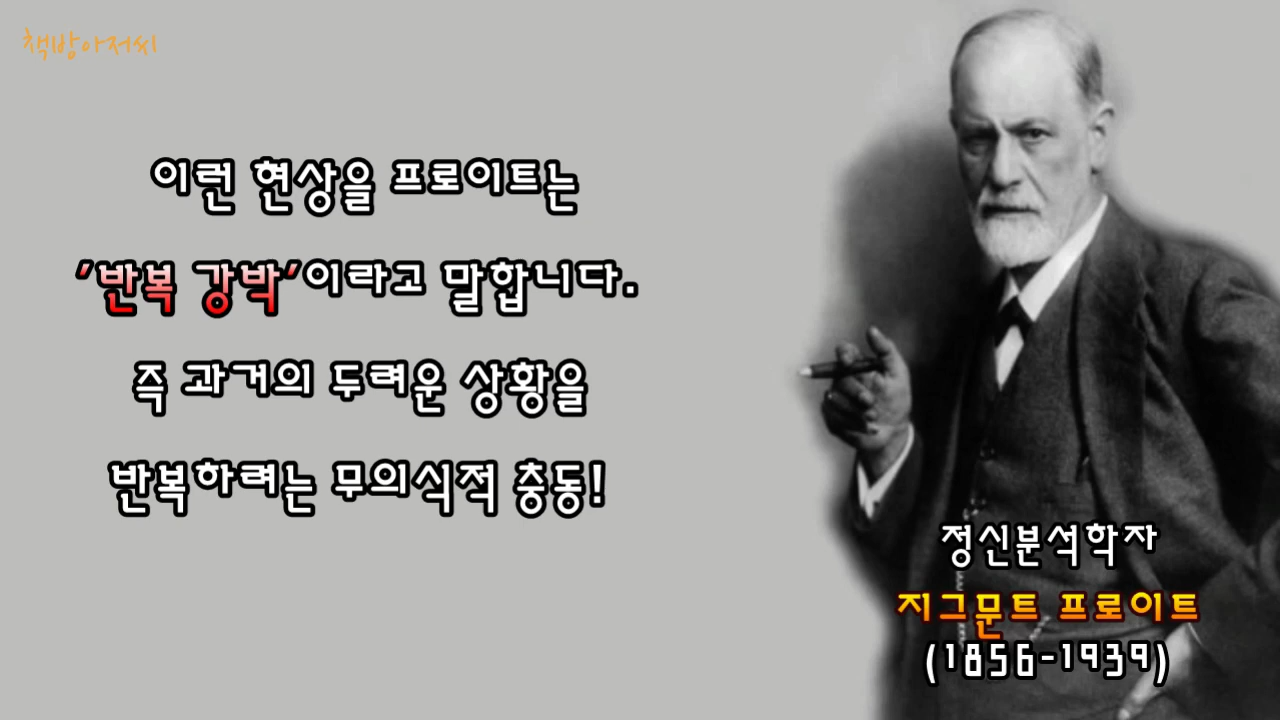 책방아저씨
이런 현상을 프로이트는
'반복 강박'이라고 말합니다.
즉 과거의 두려운 상황을
반복하려는 무의식적 충동!
정신분석학자
지그문트 프로이트
(1856-1939)